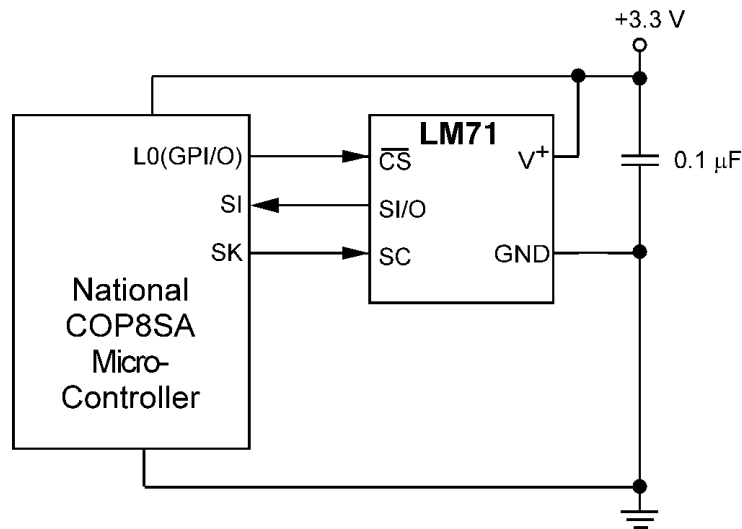 +3.3 V
LM71
L0(GPI/O)
CS
V+
0.1 μF
SI
SI/O
SK
SC
GND
National
COP8SA
Micro-
Controller